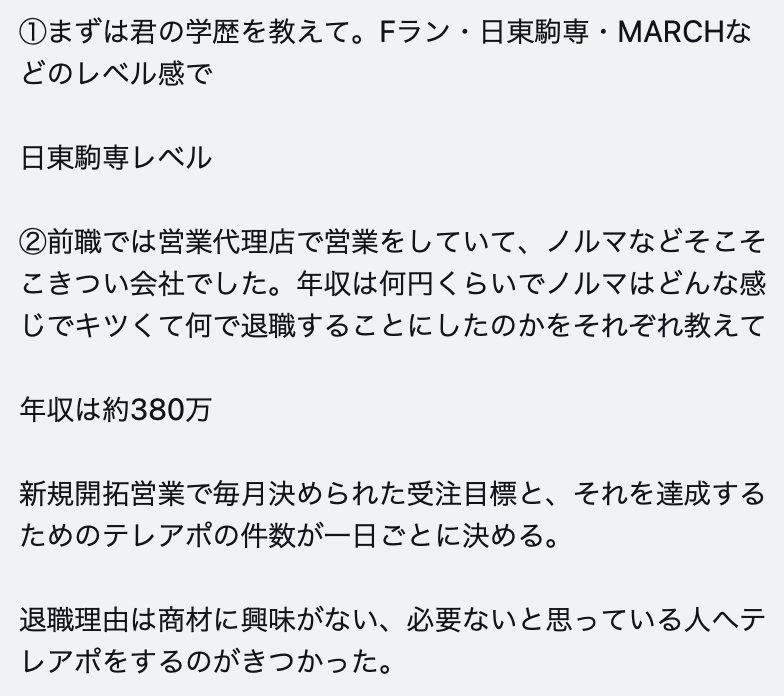 ①まずは君の学歴を教えて。Fラン・日東駒専・MARCHな
どのレベル感で
日東駒専レベル
②前職では営業代理店で営業をしていて、ノルマなどそこそ
こきつい会社でした。年収は何円くらいでノルマはどんな感
じでキツくて何で退職することにしたのかをそれぞれ教えて
年収は約380万
新規開拓営業で毎月決められた受注目標と、それを達成する
ためのテレアポの件数が一日ごとに決める。
退職理由は商材に興味がない、必要ないと思っている人へテ
レアポをするのがきつかった。